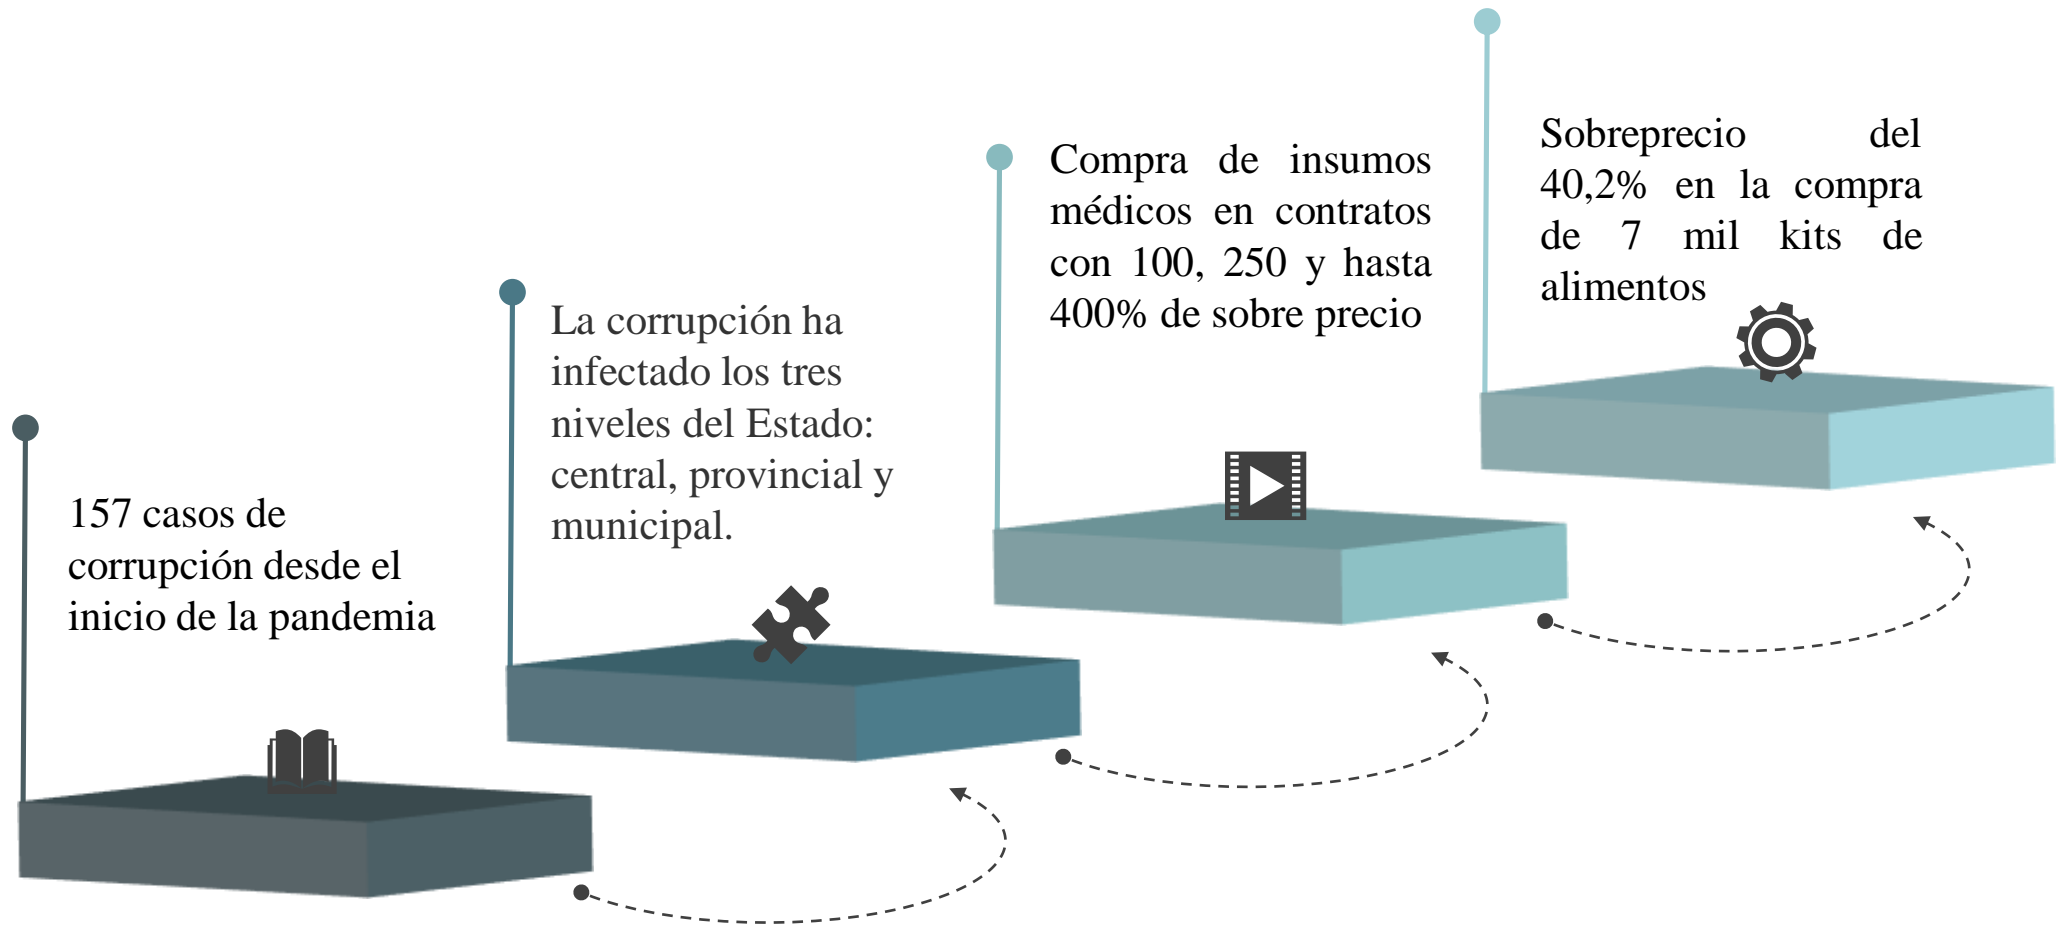 157 casos de
corrupción desde el
inicio de la pandemia
La corrupción ha
infectado los tres
niveles del Estado:
central, provincial y
municipal.
Compra de insumos
médicos en contratos
con 100, 250 y hasta
400% de sobre precio
Sobreprecio del
40,2% en la compra
de 7 mil kits de
alimentos